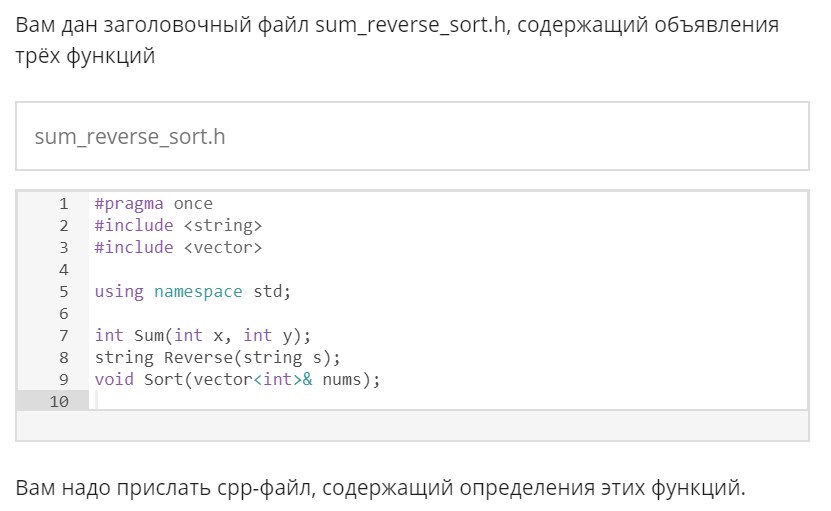 Вам дан заголовочный файл sum_reverse_sort.h, содержащий объявления
трёх функций
sum_reverse_sort.h
1 #pragma once
2 #include <string>
3 #include <vector>
4
5 using namespace std;
6
7 int Sum(int x, int y);
8 string Reverse(string s);
9 void Sort(vector<int>& nums);
10
Вам надо прислать cpp-файл, содержащий определения этих функций.